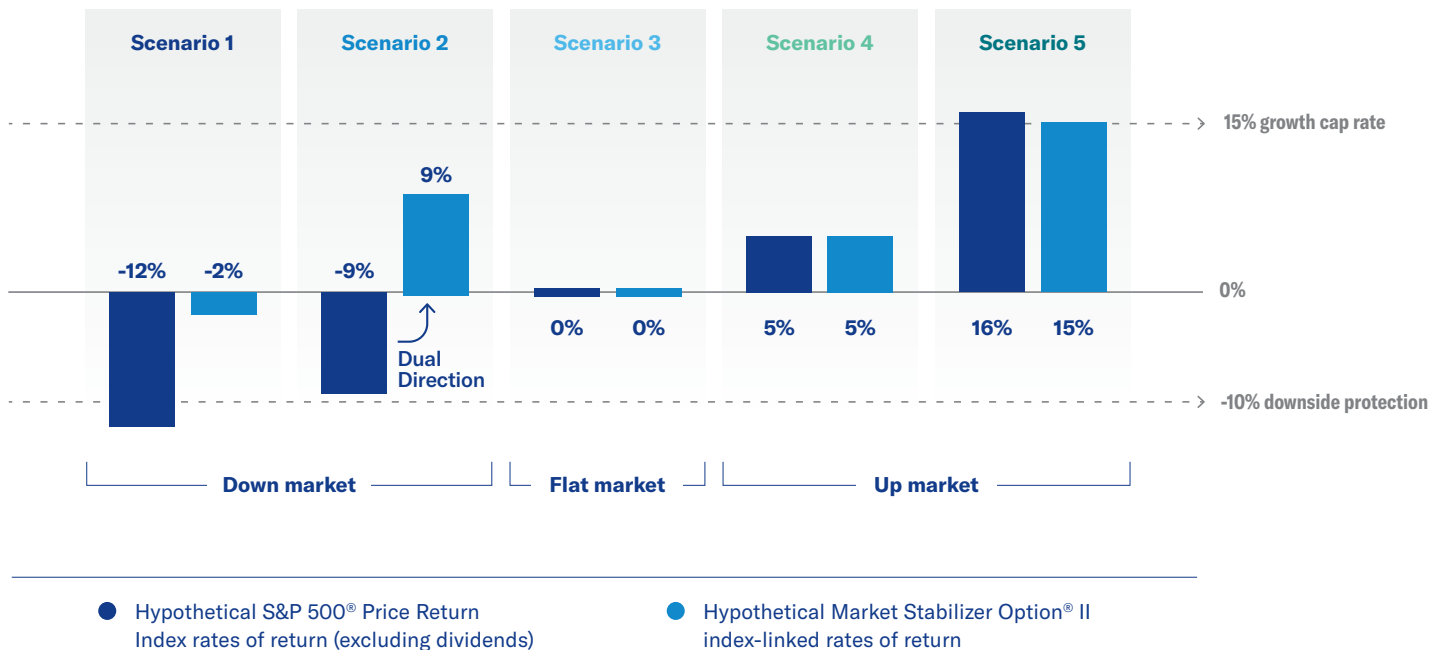 Scenario 1
Scenario 2
Scenario 3
Scenario 4
Scenario 5
15% growth cap rate
9%
-12%
-2%
-9%
0%
0%
0%
5%
5%
16%
15%
Dual
Direction
-10% downside protection
Down market
Flat market
Up market
Hypothetical S&P 500® Price Return
Index rates of return (excluding dividends)
Hypothetical Market Stabilizer Option® II
index-linked rates of return